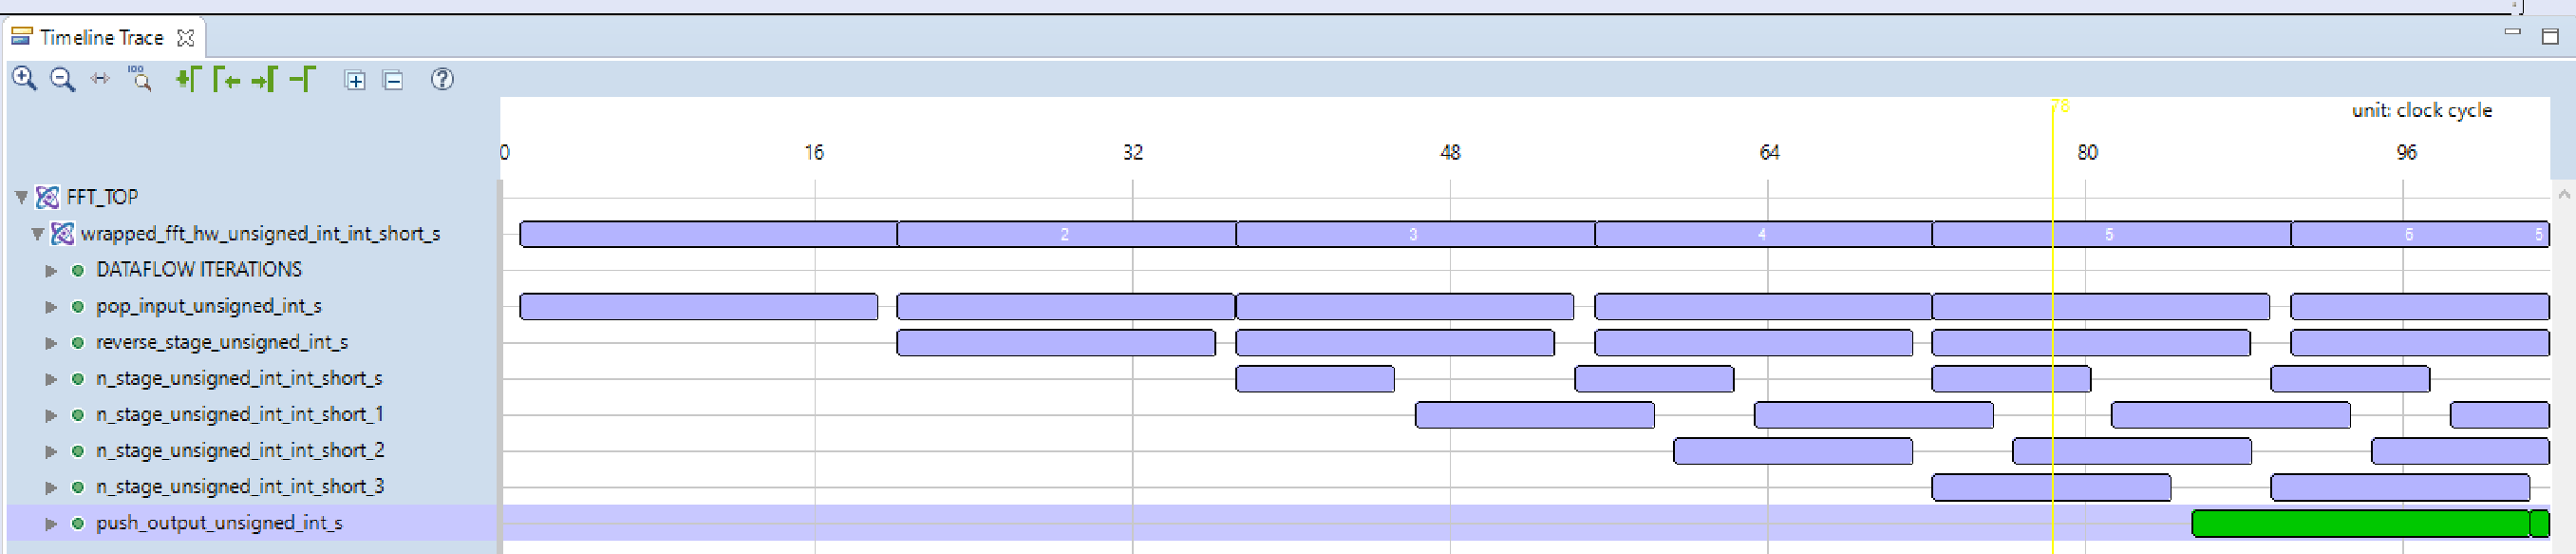 Timeline Trace
100
78
unit: clock cycle
0 16 32 48 64 80 96
FFT_TOP
wrapped_fft_hw_unsigned_int_int_short_s 2 3 4 5 6 5
DATAFLOW ITERATIONS
pop_input_unsigned_int_s
reverse_stage_unsigned_int_s
n_stage_unsigned_int_int_short_s
n_stage_unsigned_int_int_short_1
n_stage_unsigned_int_int_short_2
n_stage_unsigned_int_int_short_3
push_output_unsigned_int_s